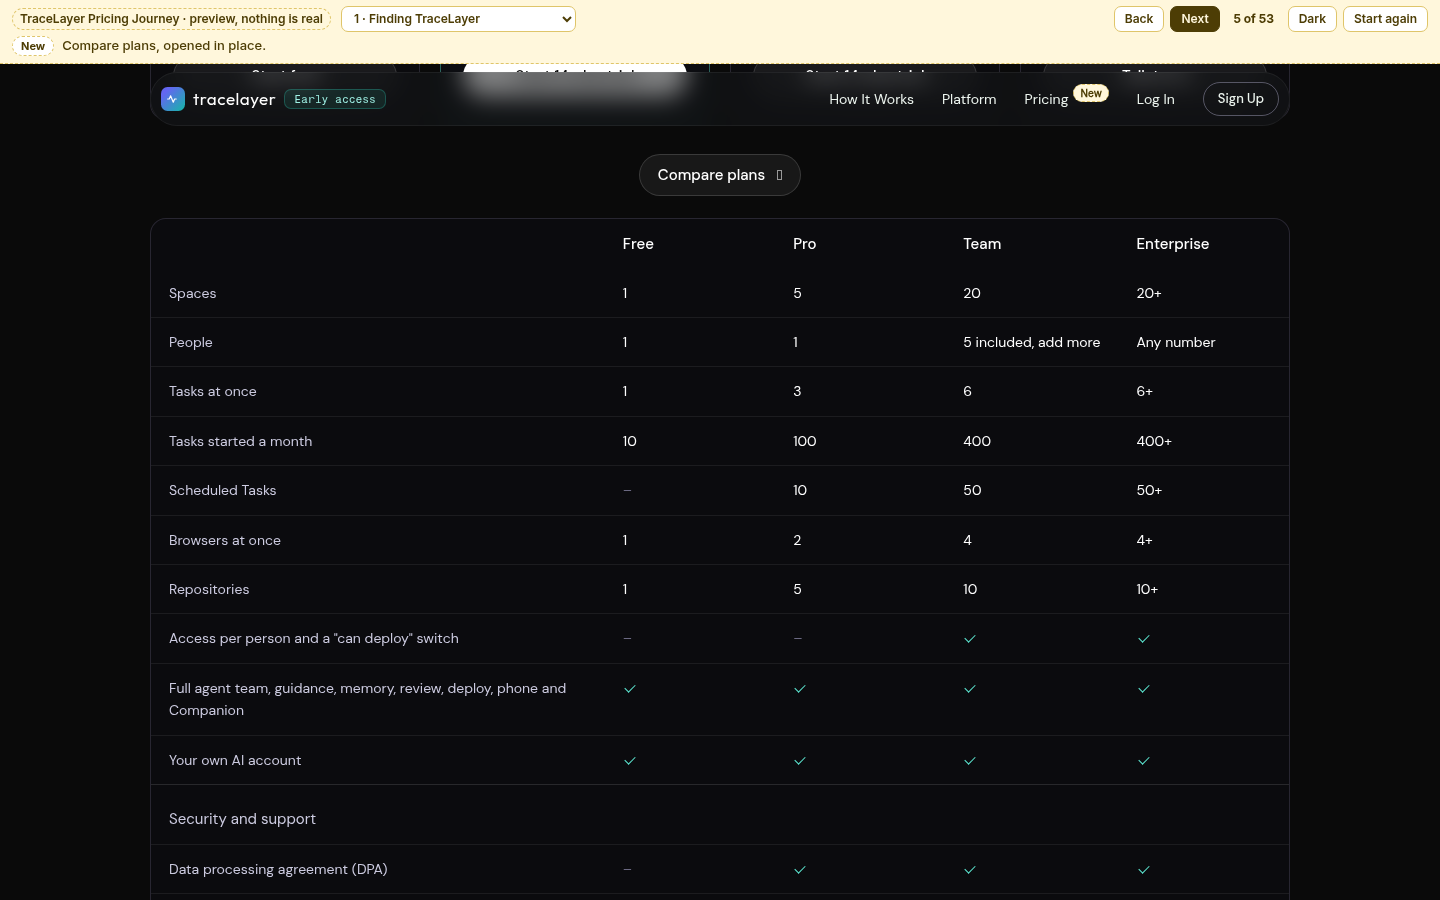 TraceLayer Pricing Journey · preview, nothing is real
1 · Finding TraceLayer
Back
Next
5 of 53
Dark
Start again
New
Compare plans, opened in place.
tracelayer
Early access
How It Works
Platform
Pricing
New
Log In
Sign Up
Compare plans
Free Pro Team Enterprise
Spaces 1 5 20 20+
People 1 1 5 included, add more Any number
Tasks at once 1 3 6 6+
Tasks started a month 10 100 400 400+
Scheduled Tasks – 10 50 50+
Browsers at once 1 2 4 4+
Repositories 1 5 10 10+
Access per person and a "can deploy" switch – – ✓ ✓
Full agent team, guidance, memory, review, deploy, phone and ✓ ✓ ✓ ✓
Companion
Your own AI account ✓ ✓ ✓ ✓
Security and support
Data processing agreement (DPA) – ✓ ✓ ✓